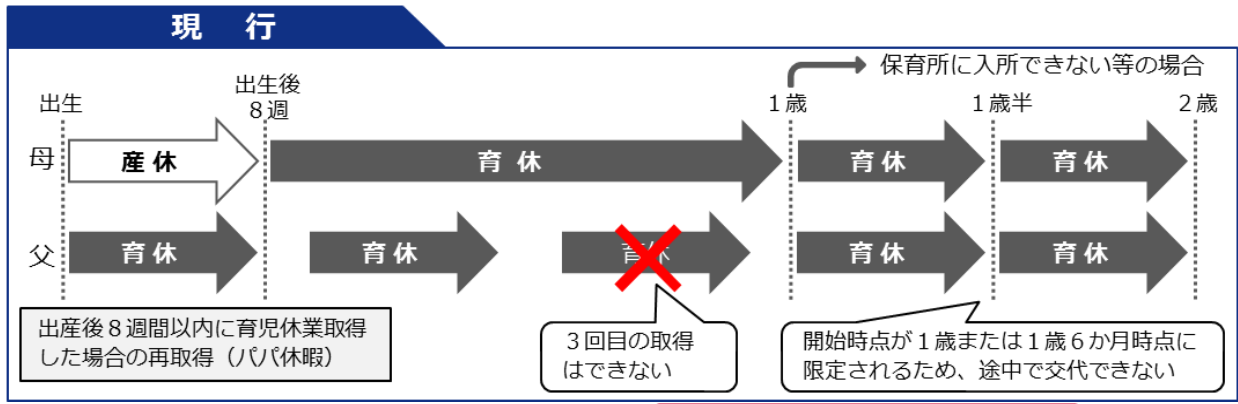 現 行
保育所に入所できない等の場合
出生
出生後
８週
１歳
１歳半
２歳
母
産 休
育 休
育 休
育 休
父
育 休
育 休
育 休
育 休
育 休
出産後８週間以内に育児休業取得
した場合の再取得（パパ休暇）
３回目の取得
はできない
開始時点が１歳または１歳６か月時点に
限定されるため、途中で交代できない